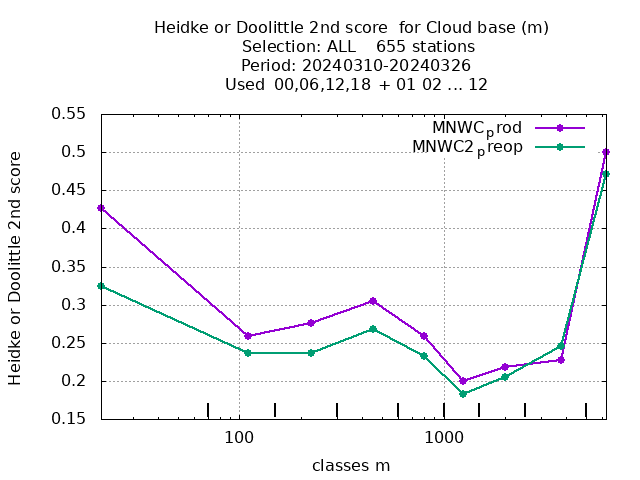 Heidke or Doolittle 2nd score  for Cloud base (m)
Selection: ALL    655 stations
Period: 20240310-20240326
Used  00,06,12,18 + 01 02 ... 12
MNWC_prod
MNWC2_preop
0.55
0.5
0.45
0.4
0.35
0.3
0.25
0.2
0.15
Heidke or Doolittle 2nd score
100
1000
classes m